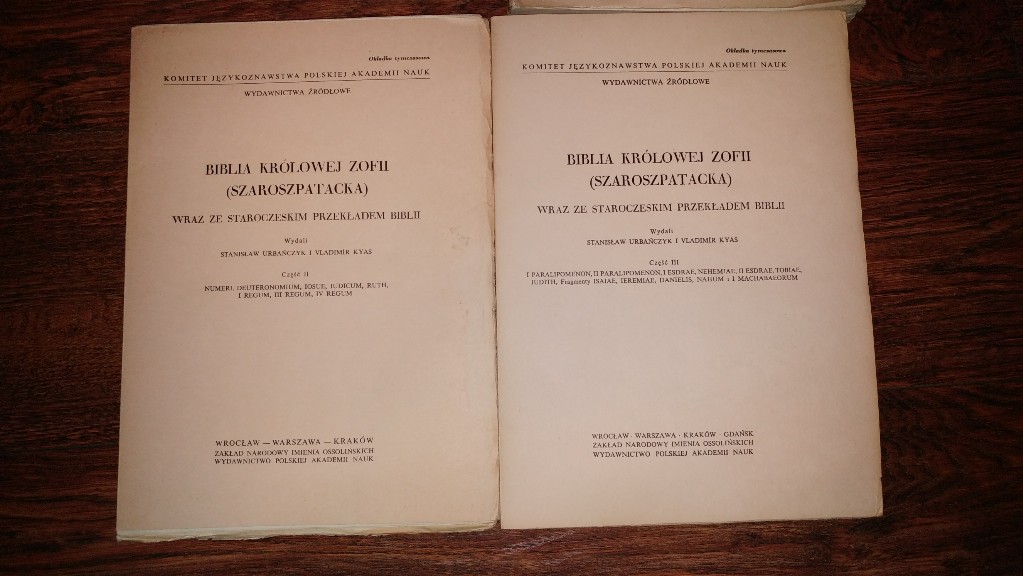 Okładka tymczasowa
KOMITET JĘZYKOZNAWSTWA POLSKIEJ AKADEMII NAUK
WYDAWNICTWA ŹRÓDŁOWE
BIBLIA KRÓLOWEJ ZOFII
(SZAROSZPATACKA)
WRAZ ZE STAROCZESKIM PRZEKŁADEM BIBLII
Wydali
STANISŁAW URBAŃCZYK I VLADIMÍR KYAS
Część II
NUMERI, DEUTERONOMIUM, IOSUE, IUDICUM, RUTH,
I REGUM, III REGUM, IV REGUM
WROCŁAW — WARSZAWA — KRAKÓW
ZAKŁAD NARODOWY IMIENIA OSSOLIŃSKICH
WYDAWNICTWO POLSKIEJ AKADEMII NAUK
Okładka tymczasowa
KOMITET JĘZYKOZNAWSTWA POLSKIEJ AKADEMII NAUK
WYDAWNICTWA ŹRÓDŁOWE
BIBLIA KRÓLOWEJ ZOFII
(SZAROSZPATACKA)
WRAZ ZE STAROCZESKIM PRZEKŁADEM BIBLII
Wydali
STANISŁAW URBAŃCZYK I VLADIMÍR KYAS
Część III
I PARALIPOMENON, II PARALIPOMENON, I ESDRAE, NEHEMIAE, II ESDRAE, TOBIAE,
JUDITH, Fragmenty ISAIAE, IEREMIAE, DANIELIS, NAHUM i I MACHABAEORUM
WROCŁAW · WARSZAWA · KRAKÓW · GDAŃSK
ZAKŁAD NARODOWY IMIENIA OSSOLIŃSKICH
WYDAWNICTWO POLSKIEJ AKADEMII NAUK